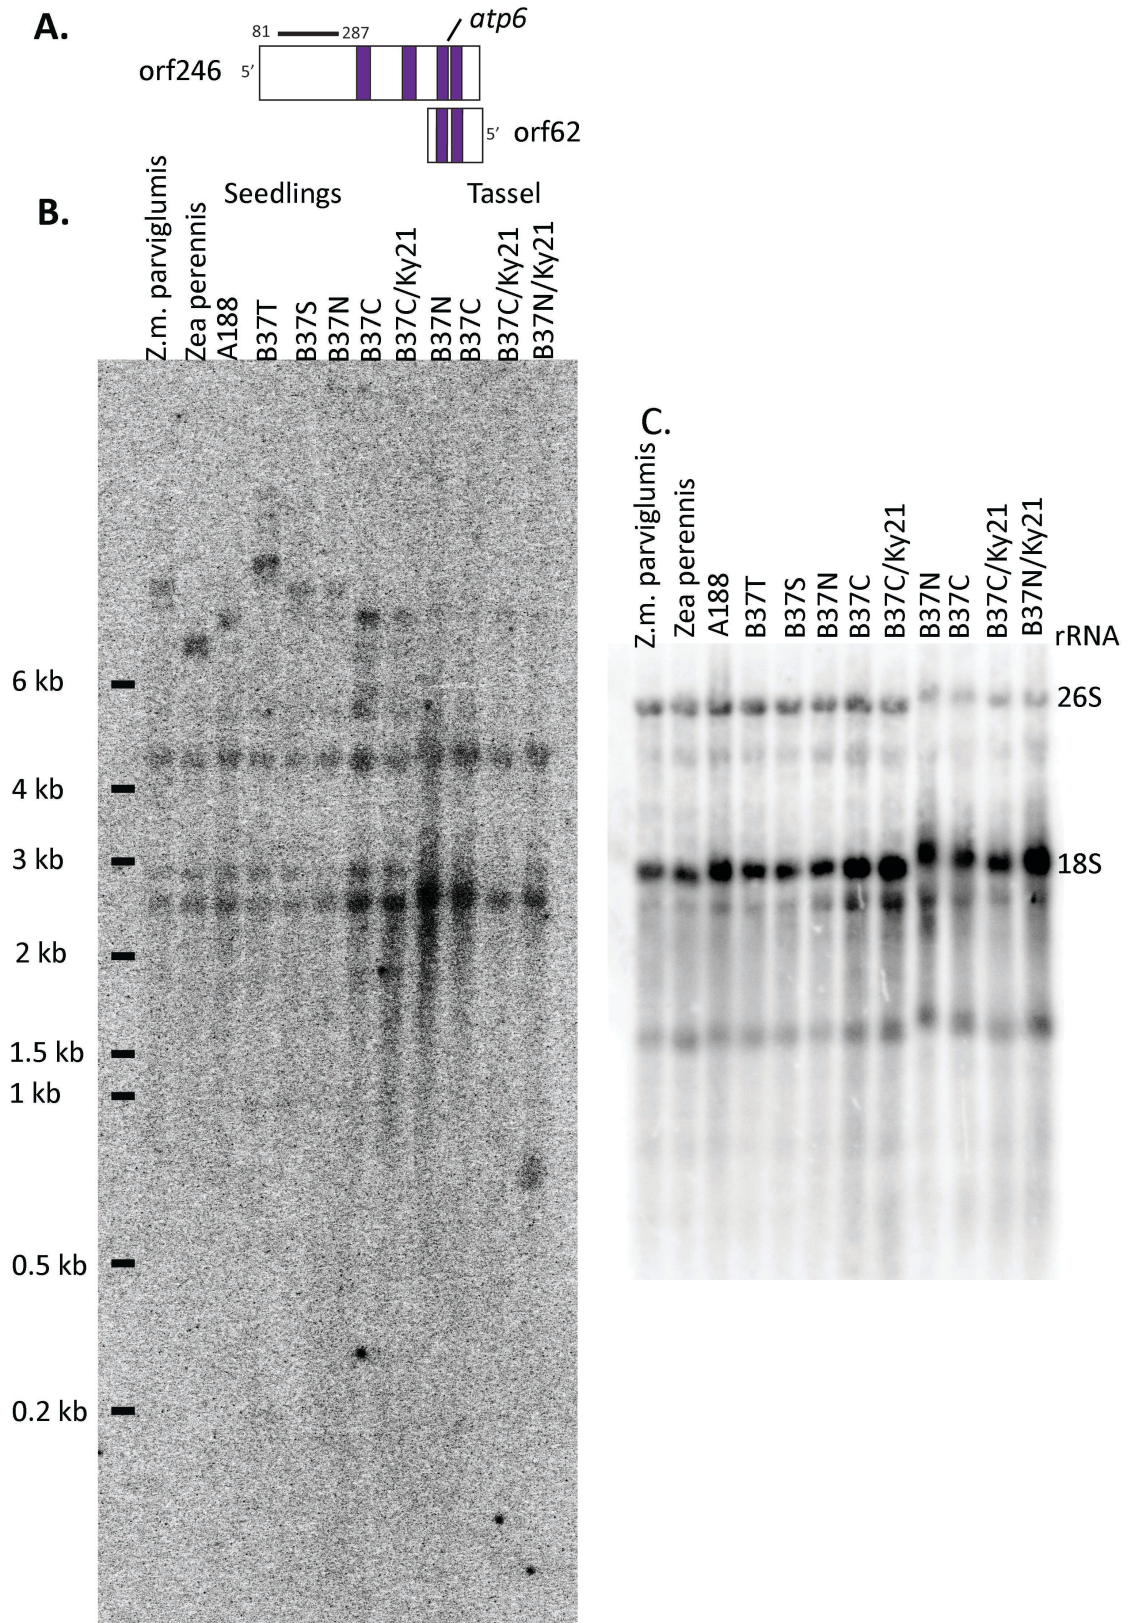 A.
atp6
81 287
orf246 5′
5′ orf62
B.
Seedlings Tassel
Z.m. parviglumis
Zea perennis
A188
B37T
B37S
B37N
B37C
B37C/Ky21
B37N
B37C
B37C/Ky21
B37N/Ky21
6 kb
4 kb
3 kb
2 kb
1.5 kb
1 kb
0.5 kb
0.2 kb
C.
Z.m. parviglumis
Zea perennis
A188
B37T
B37S
B37N
B37C
B37C/Ky21
B37N
B37C
B37C/Ky21
B37N/Ky21
rRNA
26S
18S